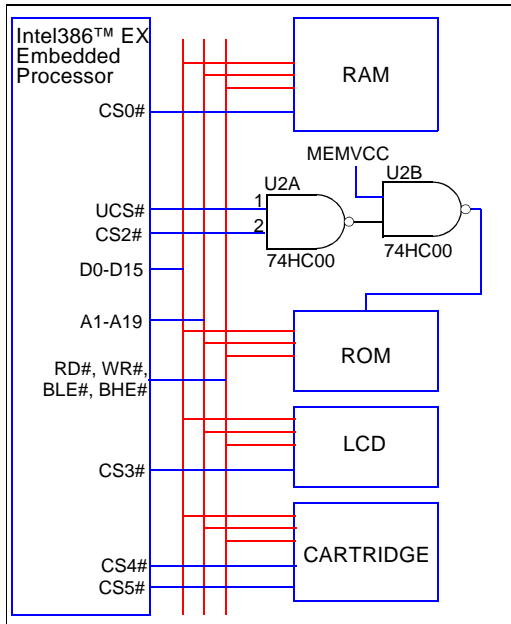 Intel386™ EX
Embedded
Processor
RAM
CS0#
MEMVCC
U2B
U2A
1
UCS#
2
CS2#
74HC00
74HC00
D0-D15
A1-A19
ROM
RD#, WR#,
BLE#, BHE#
LCD
CS3#
CARTRIDGE
CS4#
CS5#